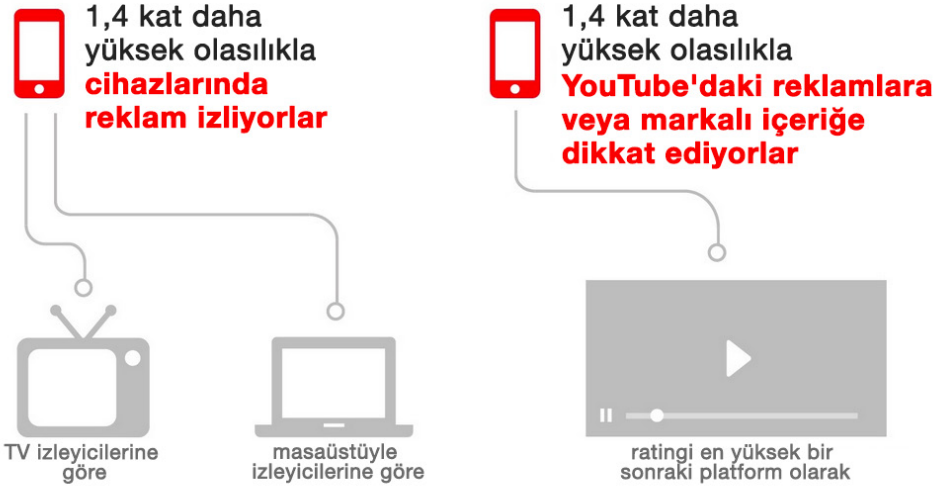 1,4 kat daha
yüksek olasılıkla
cihazlarında
reklam izliyorlar
TV izleyicilerine
göre
masaüstüyle
izleyicilerine göre
1,4 kat daha
yüksek olasılıkla
YouTube'daki reklamlara
veya markalı içeriğe
dikkat ediyorlar
ratingi en yüksek bir
sonraki platform olarak